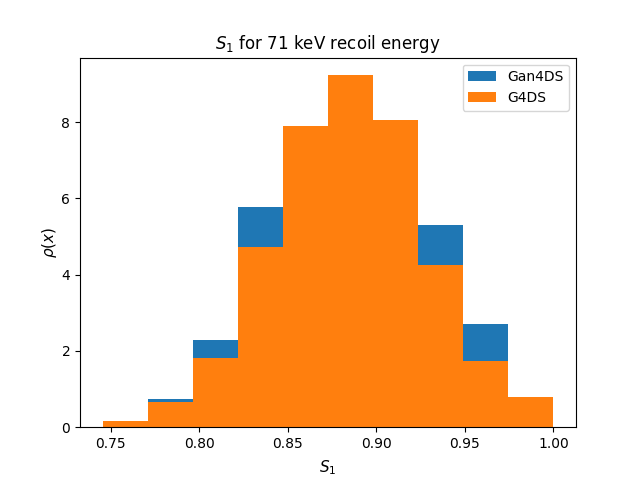 S₁ for 71 keV recoil energy
Gan4DS
G4DS
ρ(x)
8
6
4
2
0
0.75 0.80 0.85 0.90 0.95 1.00
S₁